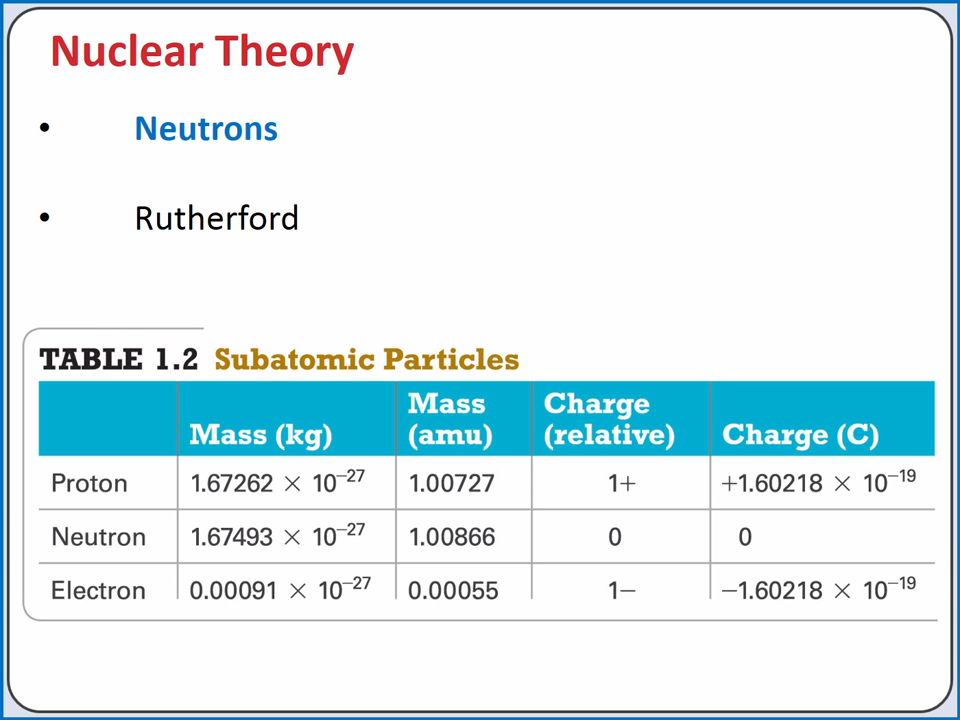 Nuclear Theory
• Neutrons
• Rutherford
TABLE 1.2 Subatomic Particles
Mass (kg) Mass (amu) Charge (relative) Charge (C)
Proton 1.67262 × 10⁻²⁷ 1.00727 1+ +1.60218 × 10⁻¹⁹
Neutron 1.67493 × 10⁻²⁷ 1.00866 0 0
Electron 0.00091 × 10⁻²⁷ 0.00055 1− −1.60218 × 10⁻¹⁹